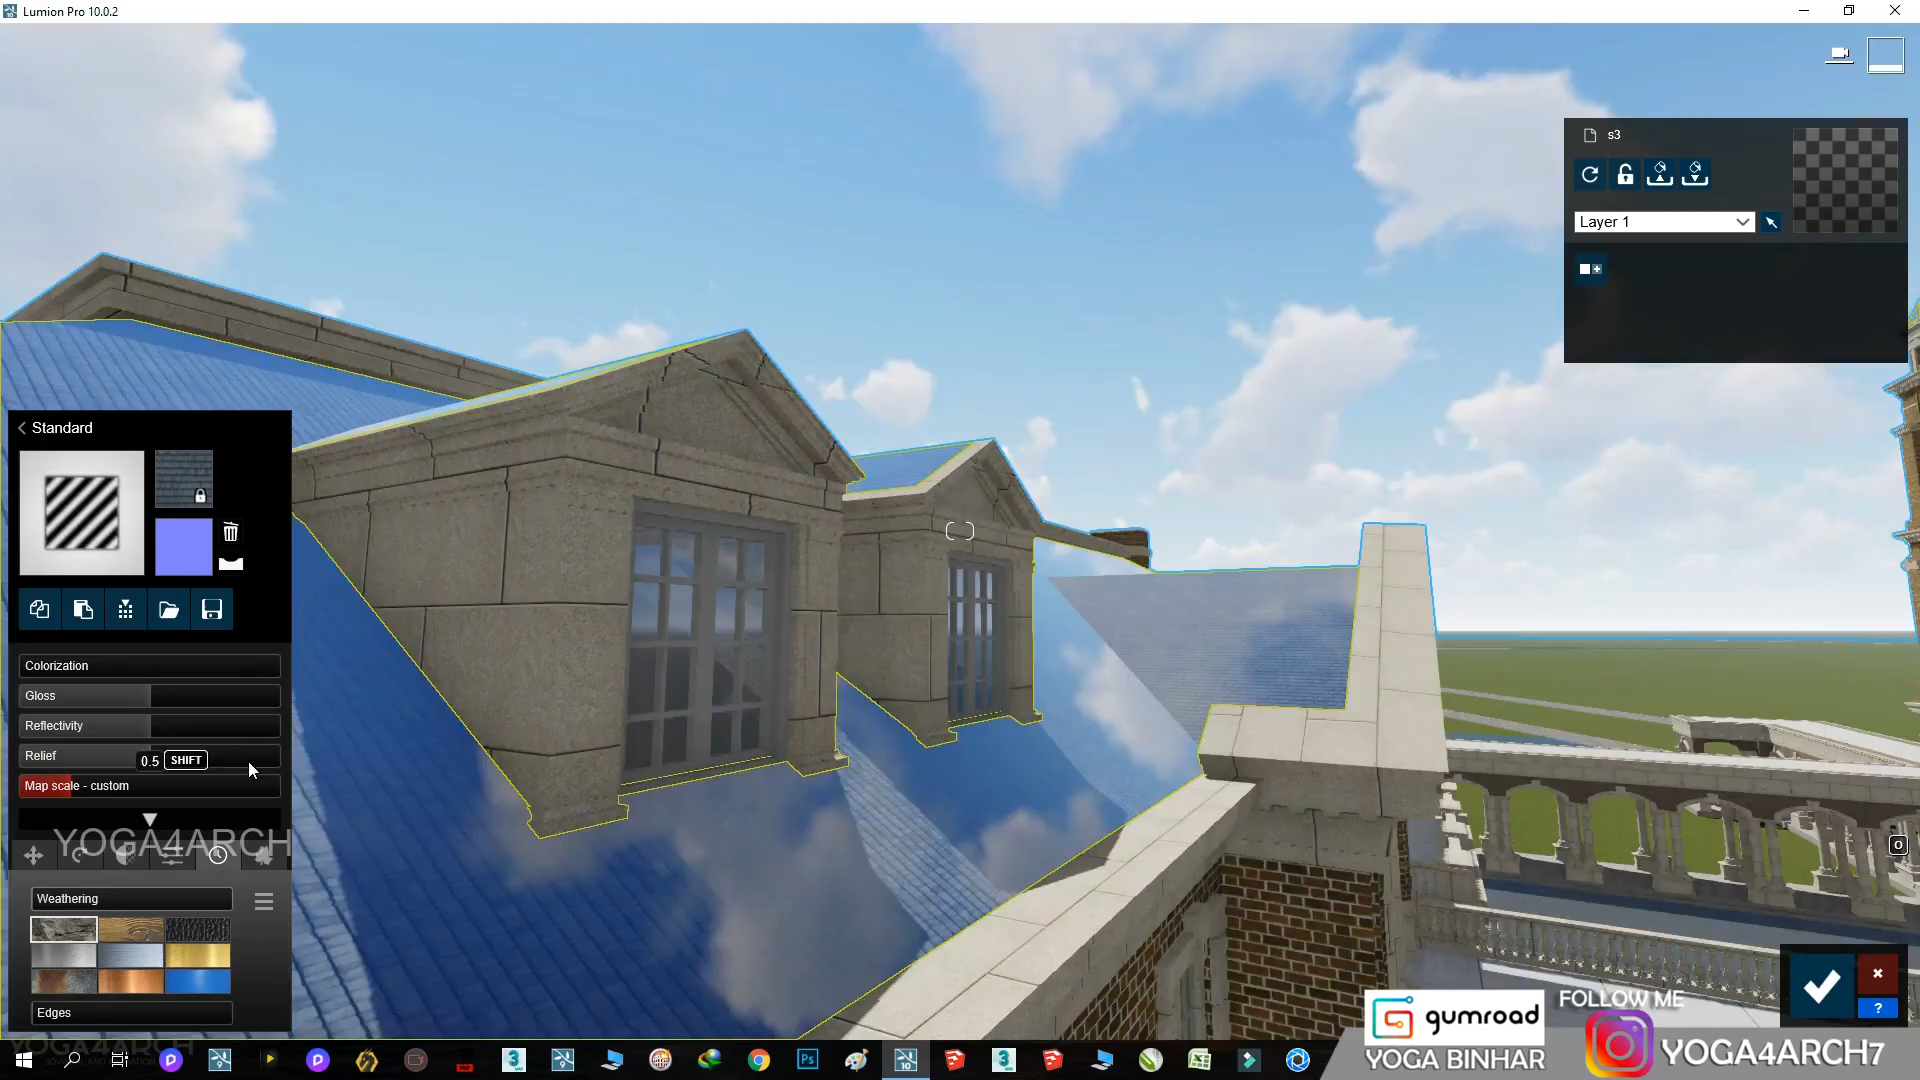 Lumion Pro 10.0.2
s3
Layer 1
Standard
Colorization
Gloss
Reflectivity
Relief
0.5 SHIFT
Map scale - custom
YOGA4ARCH
Weathering
Edges
O
?
gumroad
YOGA BINHAR
FOLLOW ME
YOGA4ARCH7